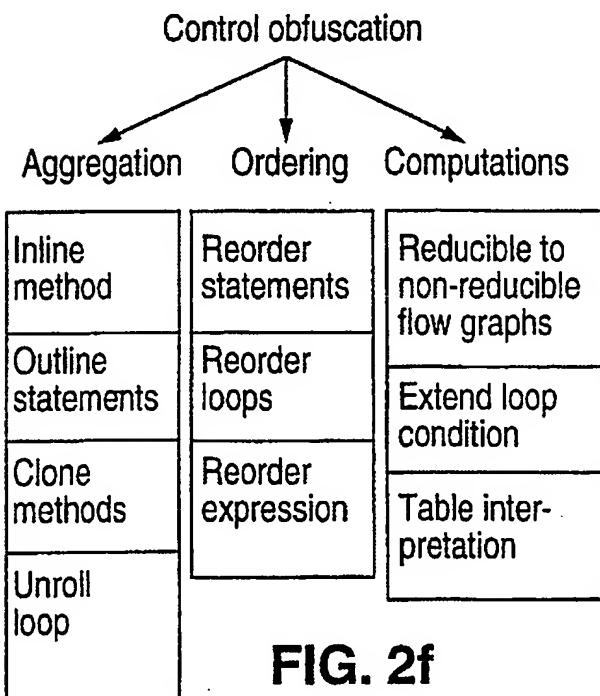 Control obfuscation
Aggregation
Ordering
Computations
Inline
method
Outline
statements
Clone
methods
Unroll
loop
Reorder
statements
Reorder
loops
Reorder
expression
Reducible to
non-reducible
flow graphs
Extend loop
condition
Table inter-
pretation
FIG. 2f